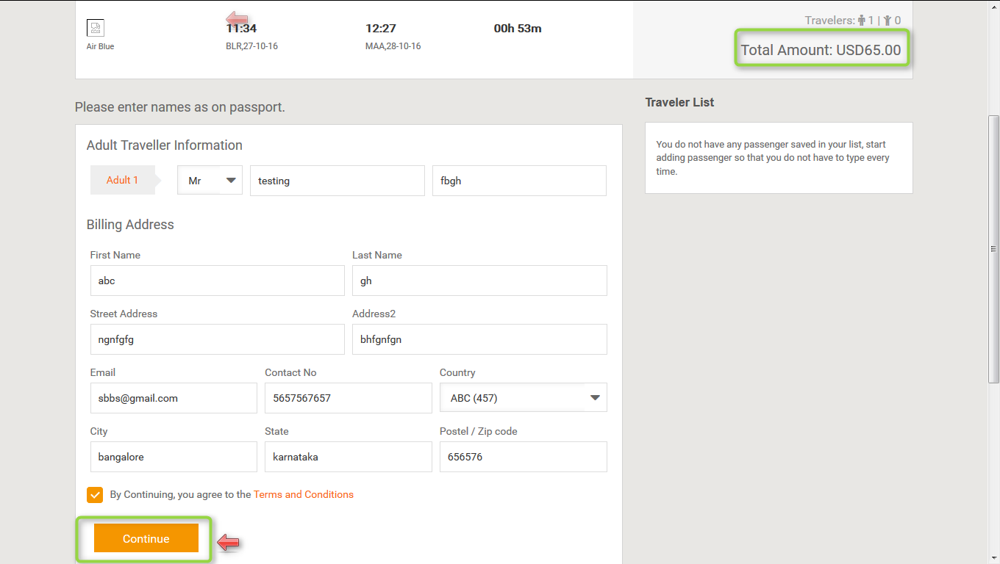 Travelers: 1 | 0
11:34 12:27 00h 53m
Air Blue BLR,27-10-16 MAA,28-10-16
Total Amount: USD65.00
Please enter names as on passport.
Adult Traveller Information
Adult 1 Mr testing fbgh
Billing Address
First Name Last Name
abc gh
Street Address Address2
ngnfgfg bhfgnfgn
Email Contact No Country
sbbs@gmail.com 5657567657 ABC (457)
City State Postel / Zip code
bangalore karnataka 656576
By Continuing, you agree to the Terms and Conditions
Continue
Traveler List
You do not have any passenger saved in your list, start
adding passenger so that you do not have to type every
time.